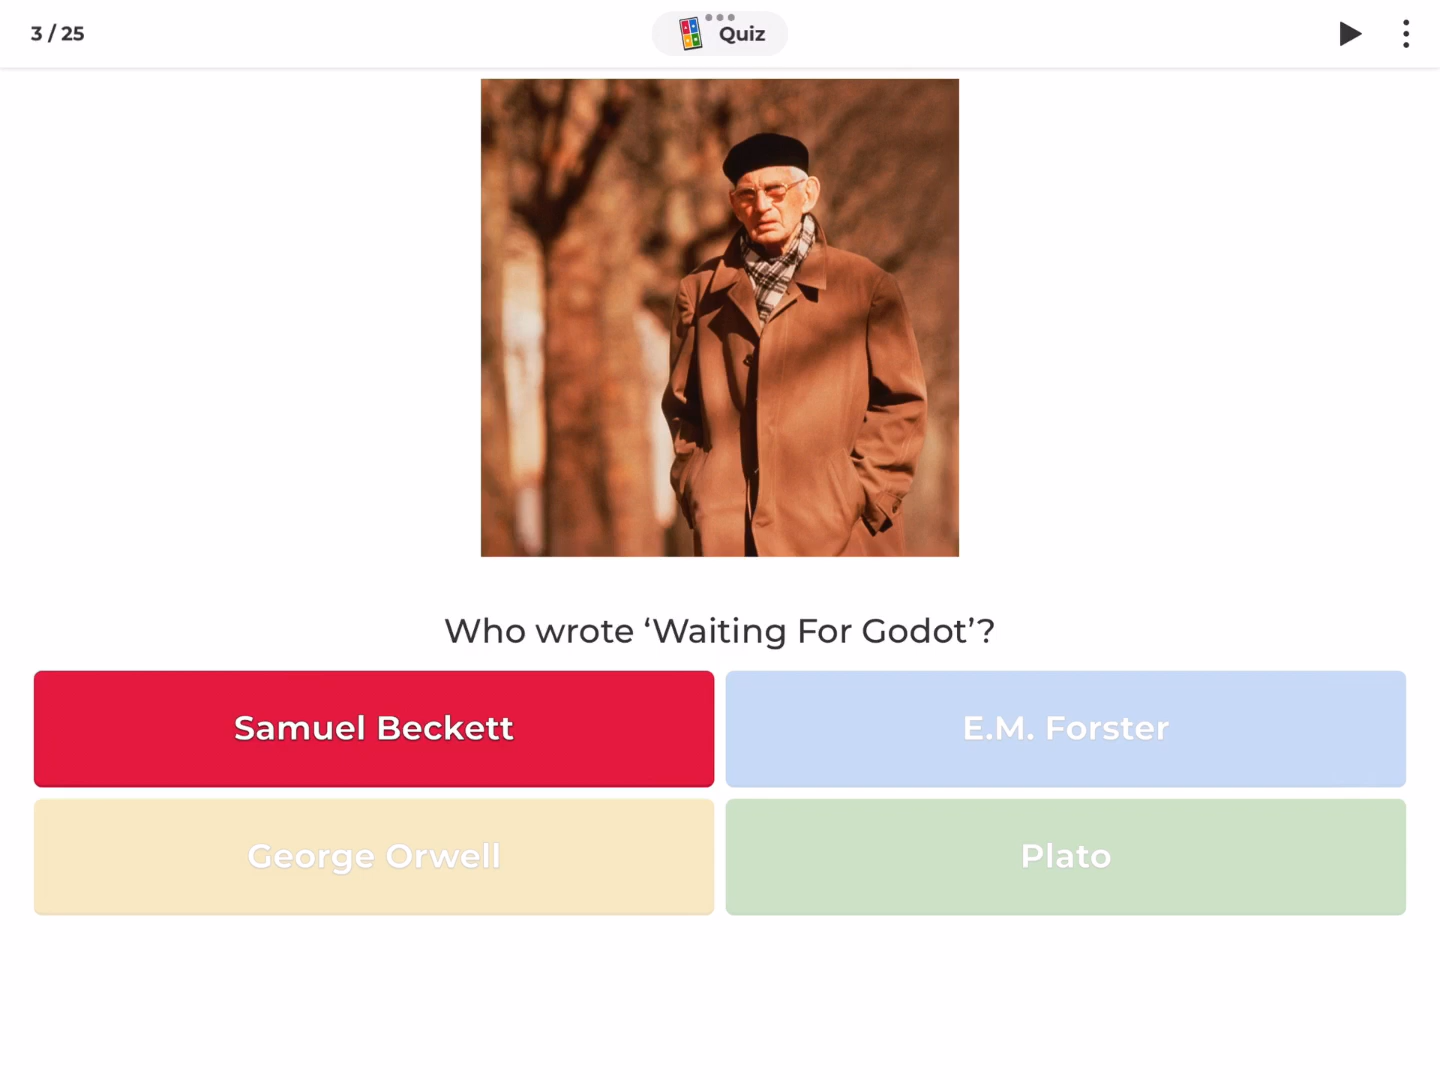 3 / 25
Quiz
Who wrote ‘Waiting For Godot’?
Samuel Beckett
E.M. Forster
George Orwell
Plato